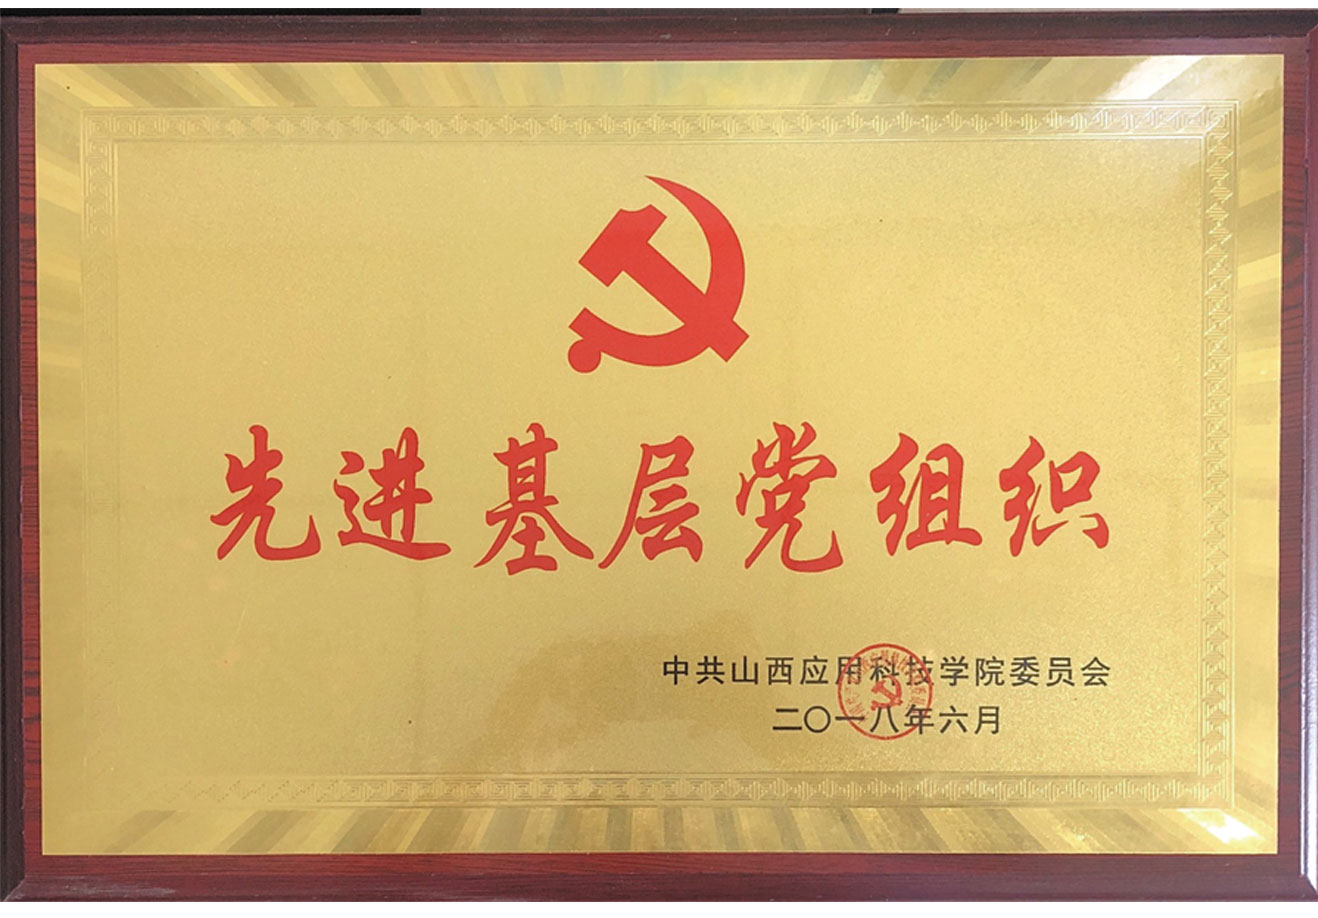 先进基层党组织
中共山西应用科技学院委员会
二〇一八年六月